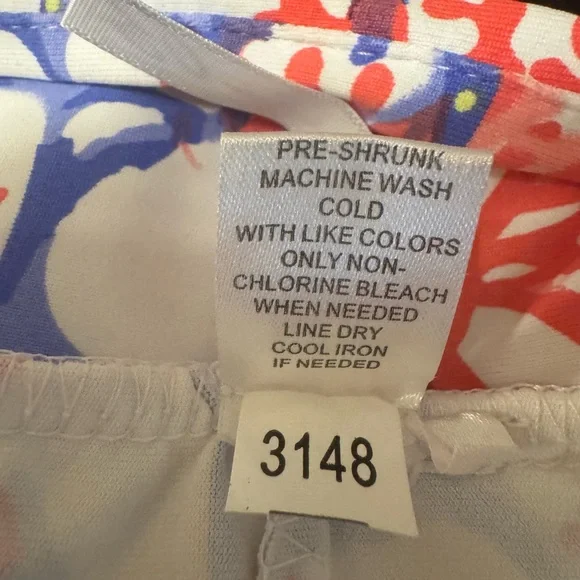 PRE-SHRUNK
MACHINE WASH
COLD
WITH LIKE COLORS
ONLY NON-
CHLORINE BLEACH
WHEN NEEDED
LINE DRY
COOL IRON
IF NEEDED
3148